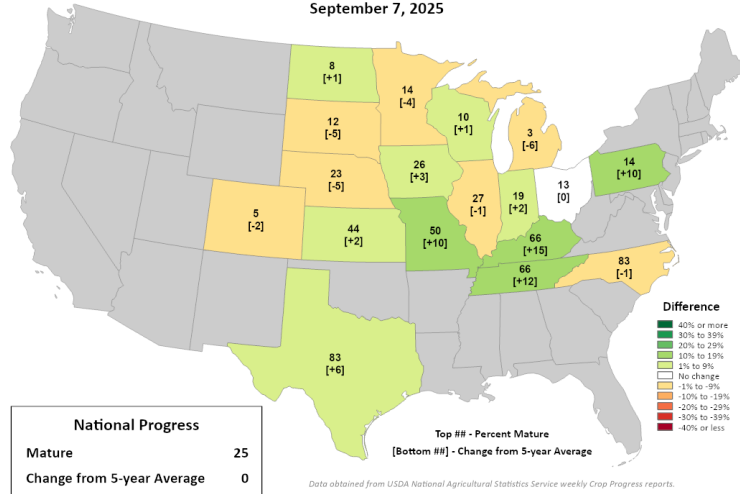 September 7, 2025
8
[+1]
14
[-4]
10
[+1]
3
[-6]
12
[-5]
23
[-5]
26
[+3]
27
[-1]
19
[+2]
13
[0]
14
[+10]
5
[-2]
44
[+2]
50
[+10]
66
[+15]
66
[+12]
83
[-1]
83
[+6]
Difference
40% or more
30% to 39%
20% to 29%
10% to 19%
1% to 9%
No change
-1% to -9%
-10% to -19%
-20% to -29%
-30% to -39%
-40% or less
National Progress
Mature 25
Change from 5-year Average 0
Top ## - Percent Mature
[Bottom ##] - Change from 5-year Average
Data obtained from USDA National Agricultural Statistics Service weekly Crop Progress reports.